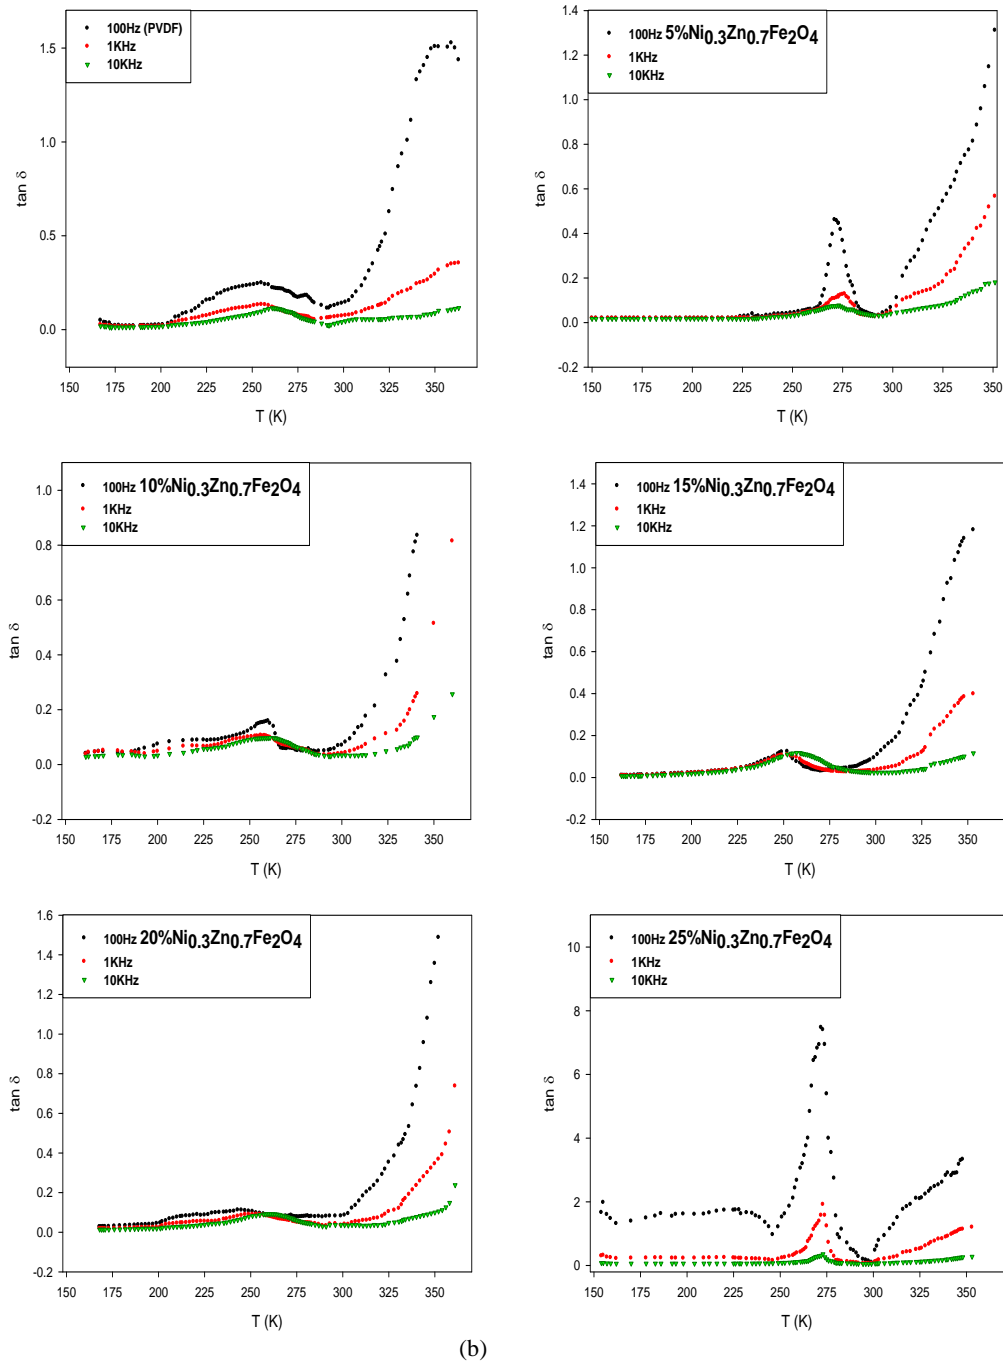 100Hz (PVDF)
1KHz
10KHz
1.5
1.0
0.5
0.0
tan δ
150 175 200 225 250 275 300 325 350
T (K)
100Hz 5%Ni0.3Zn0.7Fe2O4
1KHz
10KHz
1.4
1.2
1.0
0.8
0.6
0.4
0.2
0.0
-0.2
tan δ
150 175 200 225 250 275 300 325 350
T (K)
100Hz 10%Ni0.3Zn0.7Fe2O4
1KHz
10KHz
1.0
0.8
0.6
0.4
0.2
0.0
-0.2
tan δ
150 175 200 225 250 275 300 325 350
T (K)
100Hz 15%Ni0.3Zn0.7Fe2O4
1KHz
10KHz
1.4
1.2
1.0
0.8
0.6
0.4
0.2
0.0
-0.2
tan δ
150 175 200 225 250 275 300 325 350
T (K)
100Hz 20%Ni0.3Zn0.7Fe2O4
1KHz
10KHz
1.6
1.4
1.2
1.0
0.8
0.6
0.4
0.2
0.0
-0.2
tan δ
150 175 200 225 250 275 300 325 350
T (K)
100Hz 25%Ni0.3Zn0.7Fe2O4
1KHz
10KHz
10
8
6
4
2
0
tan δ
150 175 200 225 250 275 300 325 350
T (K)
(b)